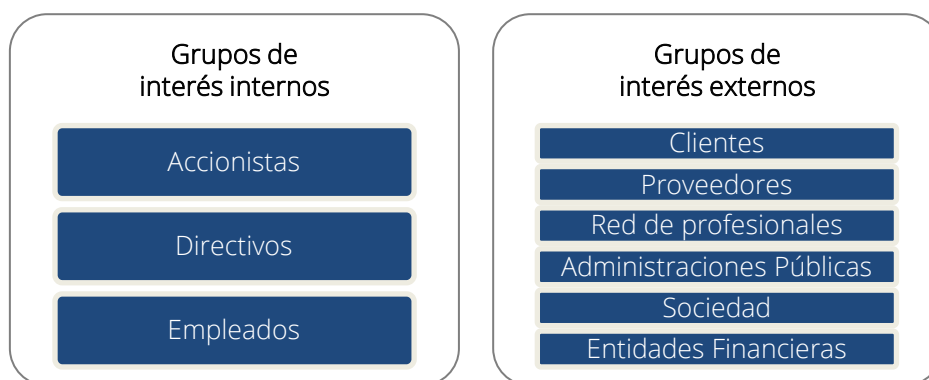 Grupos de
interés internos
Accionistas
Directivos
Empleados
Grupos de
interés externos
Clientes
Proveedores
Red de profesionales
Administraciones Públicas
Sociedad
Entidades Financieras